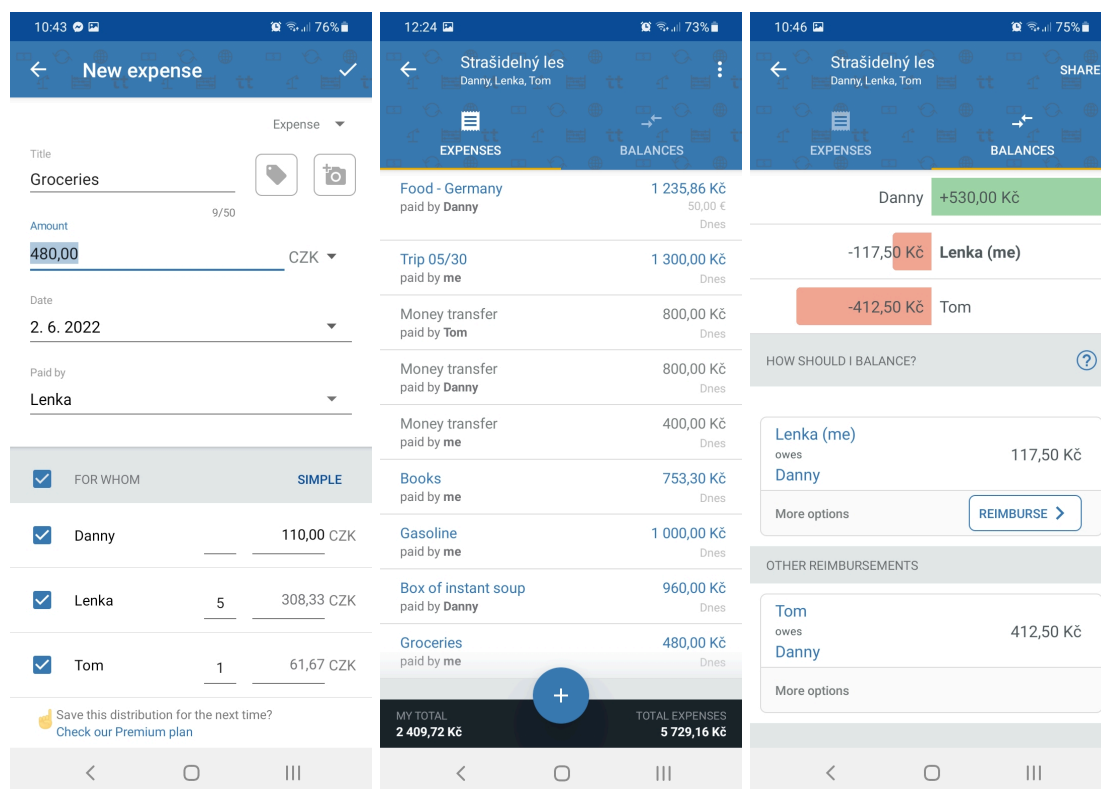 10:43
76%
New expense
Expense
Title
Groceries
9/50
Amount
480,00
CZK
Date
2. 6. 2022
Paid by
Lenka
FOR WHOM
SIMPLE
Danny
110,00 CZK
Lenka
5
308,33 CZK
Tom
1
61,67 CZK
Save this distribution for the next time?
Check our Premium plan
12:24
73%
Strašidelný les
Danny, Lenka, Tom
EXPENSES
BALANCES
Food - Germany
1 235,86 Kč
paid by Danny
50,00 €
Dnes
Trip 05/30
1 300,00 Kč
paid by me
Dnes
Money transfer
800,00 Kč
paid by Tom
Dnes
Money transfer
800,00 Kč
paid by Danny
Dnes
Money transfer
400,00 Kč
paid by me
Dnes
Books
753,30 Kč
paid by me
Dnes
Gasoline
1 000,00 Kč
paid by me
Dnes
Box of instant soup
960,00 Kč
paid by Danny
Dnes
Groceries
480,00 Kč
paid by me
Dnes
+
MY TOTAL
2 409,72 Kč
TOTAL EXPENSES
5 729,16 Kč
10:46
75%
Strašidelný les
Danny, Lenka, Tom
SHARE
EXPENSES
BALANCES
Danny
+530,00 Kč
-117,50 Kč
Lenka (me)
-412,50 Kč
Tom
HOW SHOULD I BALANCE?
?
Lenka (me)
owes
117,50 Kč
Danny
More options
REIMBURSE
OTHER REIMBURSEMENTS
Tom
owes
412,50 Kč
Danny
More options